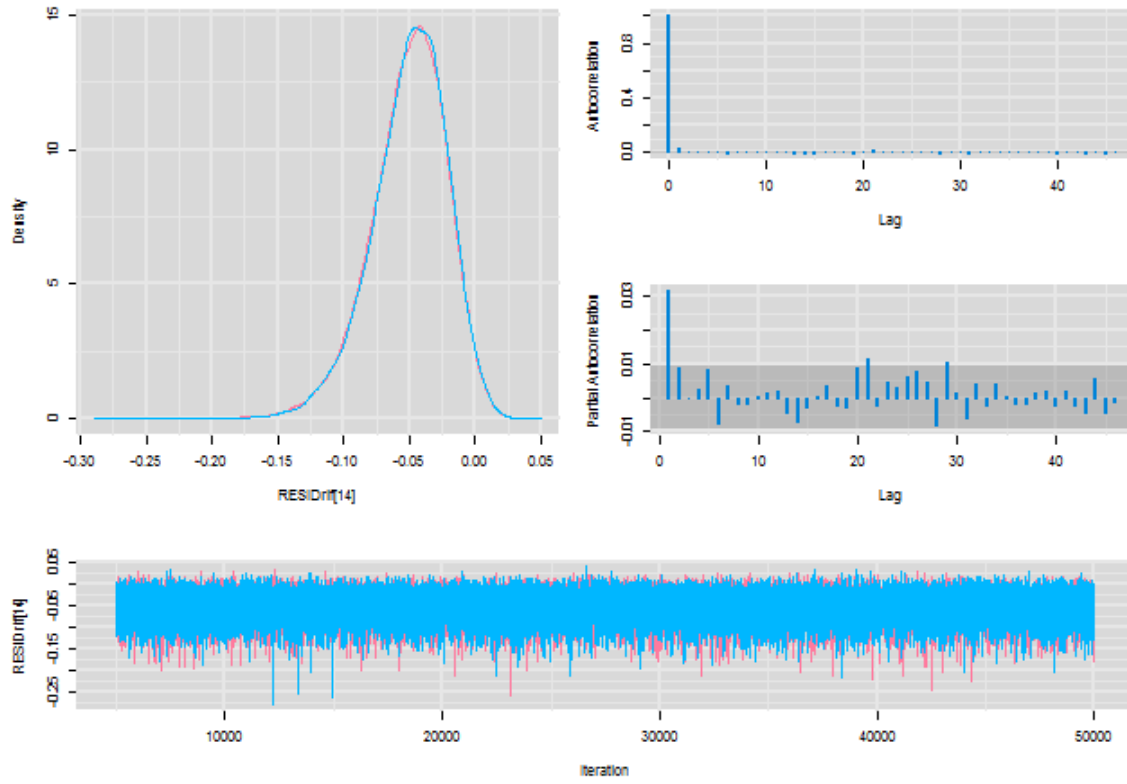 15
10
5
0
Density
-0.30 -0.25 -0.20 -0.15 -0.10 -0.05 0.00 0.05
RESIDrif[14]
0.8
0.4
0.0
Autocorrelation
0 10 20 30 40
Lag
0.03
0.01
-0.01
Partial Autocorrelation
0 10 20 30 40
Lag
0.05
-0.05
-0.15
-0.25
RESIDrif[14]
10000 20000 30000 40000 50000
Iteration